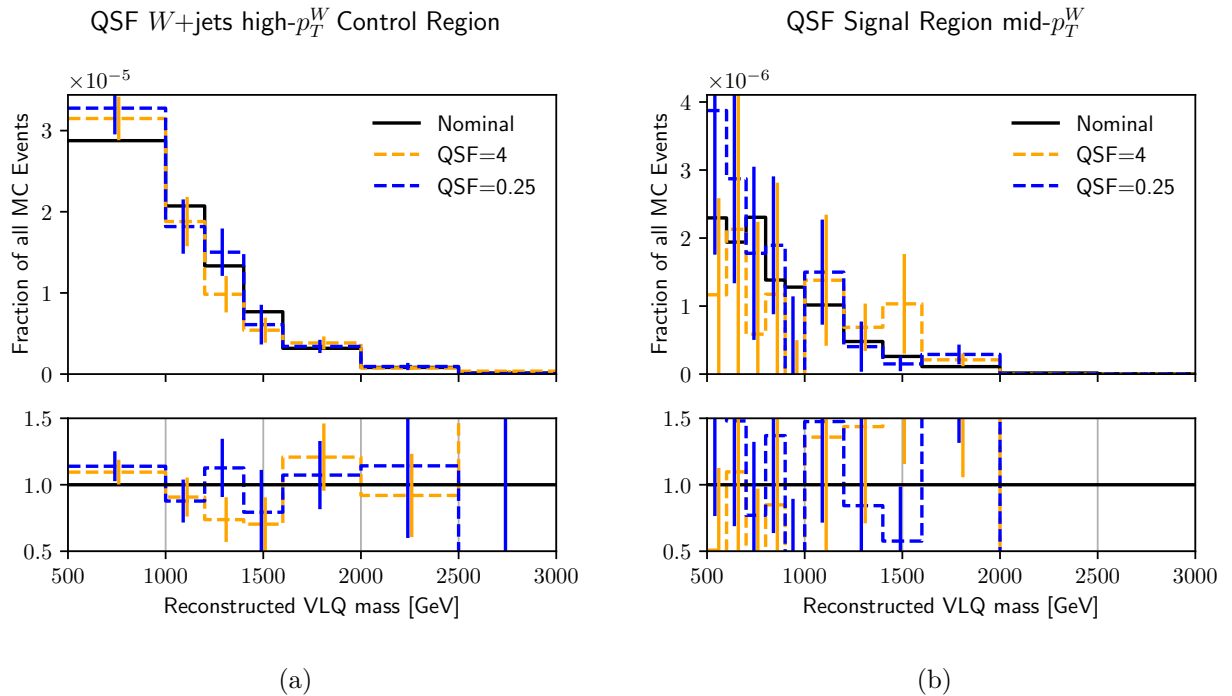 QSF W+jets high-p_T^W Control Region
×10⁻⁵
3
2
1
0
Fraction of all MC Events
Nominal
QSF=4
QSF=0.25
1.5
1.0
0.5
500 1000 1500 2000 2500 3000
Reconstructed VLQ mass [GeV]
(a)
QSF Signal Region mid-p_T^W
×10⁻⁶
4
3
2
1
0
Fraction of all MC Events
Nominal
QSF=4
QSF=0.25
1.5
1.0
0.5
500 1000 1500 2000 2500 3000
Reconstructed VLQ mass [GeV]
(b)